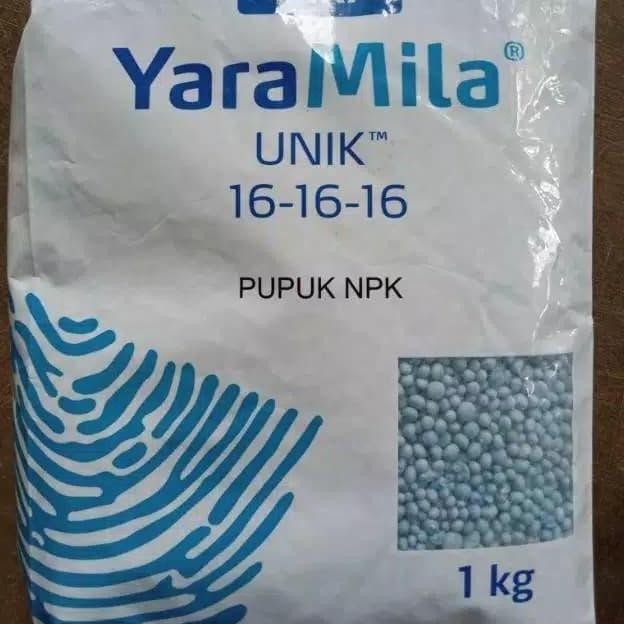 YaraMila®
UNIK™
16-16-16
PUPUK NPK
1 kg